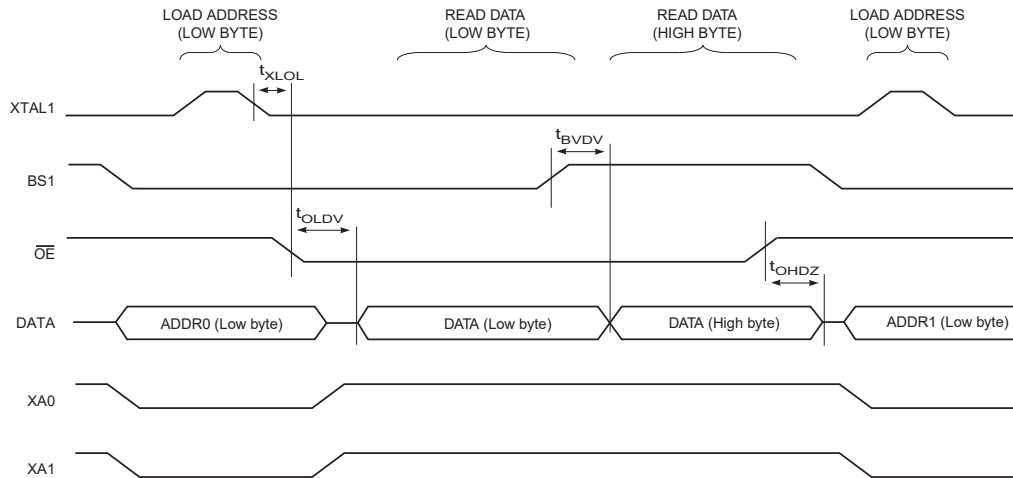 LOAD ADDRESS
(LOW BYTE)
READ DATA
(LOW BYTE)
READ DATA
(HIGH BYTE)
LOAD ADDRESS
(LOW BYTE)
tXLOL
XTAL1
tBVDV
BS1
tOLDV
OE
tOHDZ
DATA
ADDR0 (Low byte)
DATA (Low byte)
DATA (High byte)
ADDR1 (Low byte)
XA0
XA1